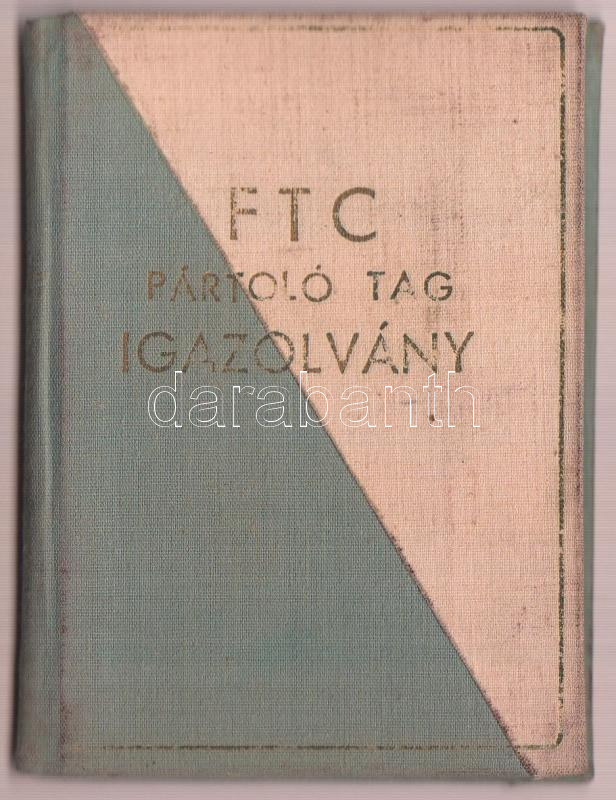 FTC
PÁRTOLÓ TAG
IGAZOLVÁNY
darabanth